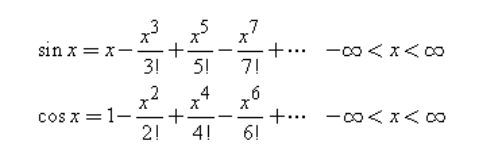 sin x = x − x³/3! + x⁵/5! − x⁷/7! + ⋯  −∞ < x < ∞
cos x = 1 − x²/2! + x⁴/4! − x⁶/6! + ⋯  −∞ < x < ∞